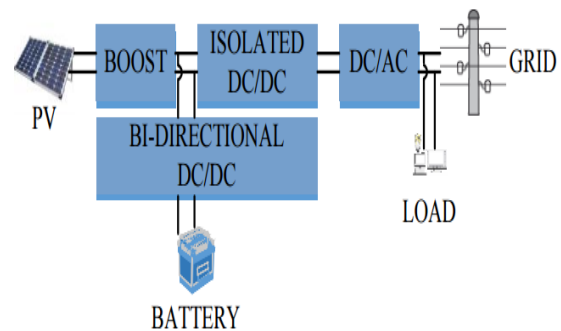 PV
BOOST
ISOLATED
DC/DC
DC/AC
GRID
BI-DIRECTIONAL
DC/DC
LOAD
BATTERY